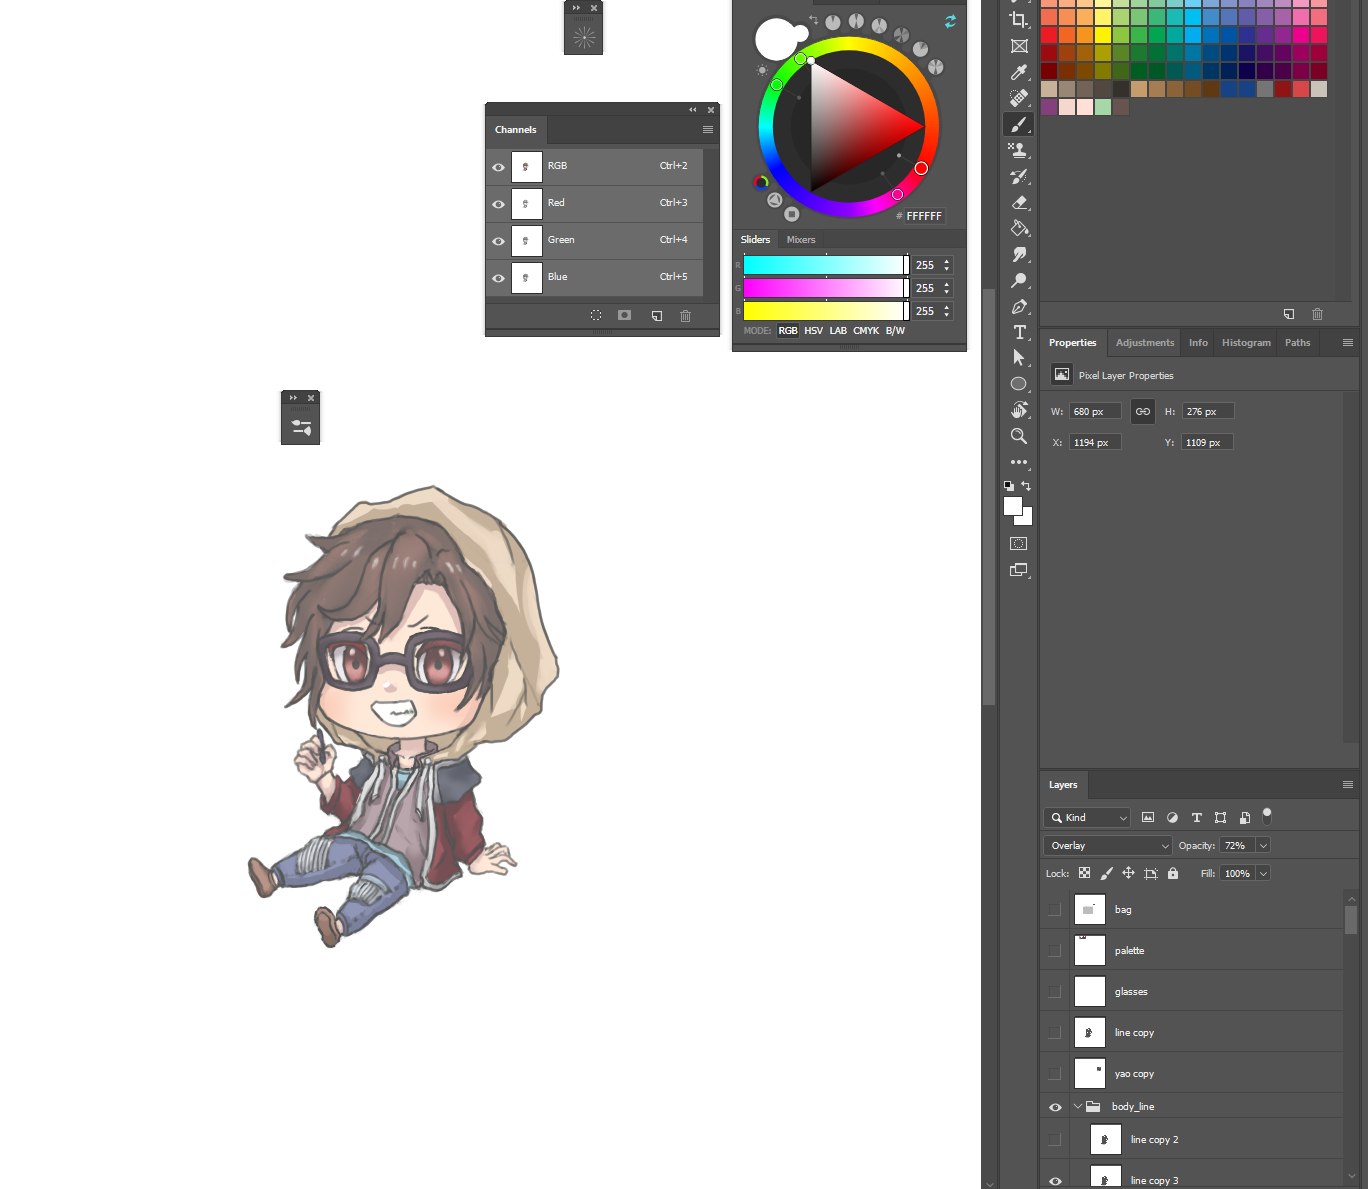 Channels
RGB Ctrl+2
Red Ctrl+3
Green Ctrl+4
Blue Ctrl+5
# FFFFFF
Sliders Mixers
R 255
G 255
B 255
MODE: RGB HSV LAB CMYK B/W
Properties Adjustments Info Histogram Paths
Pixel Layer Properties
W: 680 px H: 276 px
X: 1194 px Y: 1109 px
Layers
Kind
Overlay Opacity: 72%
Lock: Fill: 100%
bag
palette
glasses
line copy
yao copy
body_line
line copy 2
line copy 3